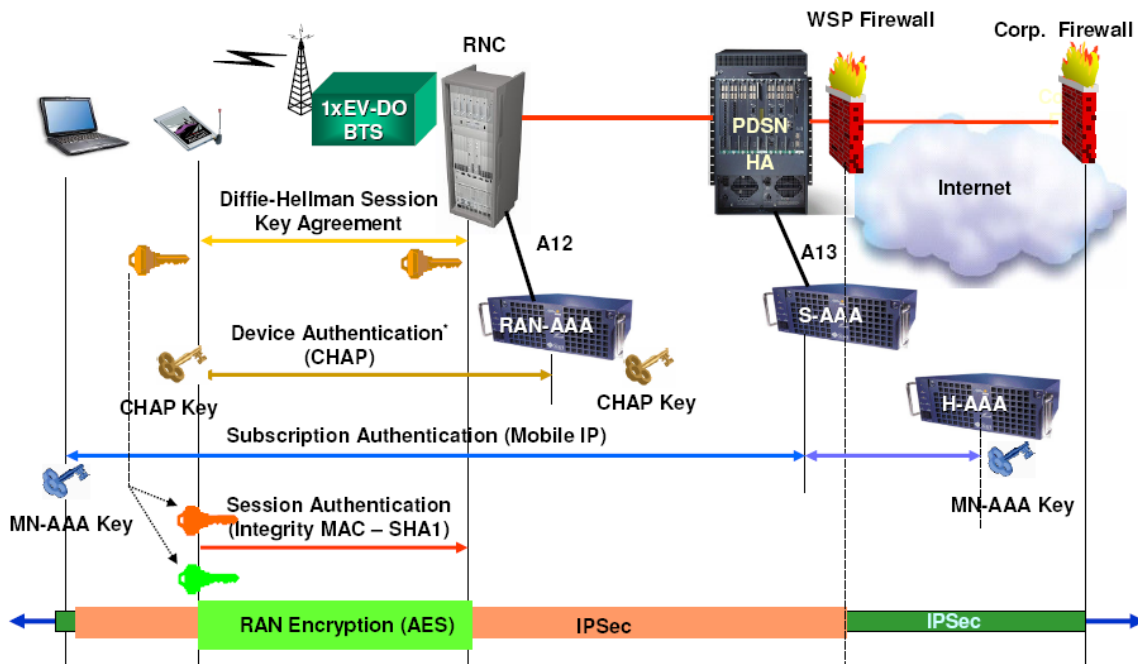 WSP Firewall
Corp. Firewall
RNC
1xEV-DO
BTS
PDSN
HA
Internet
Diffie-Hellman Session
Key Agreement
A12
A13
RAN-AAA
S-AAA
Device Authentication*
(CHAP)
CHAP Key
CHAP Key
H-AAA
Subscription Authentication (Mobile IP)
MN-AAA Key
MN-AAA Key
Session Authentication
(Integrity MAC – SHA1)
RAN Encryption (AES)
IPSec
IPSec